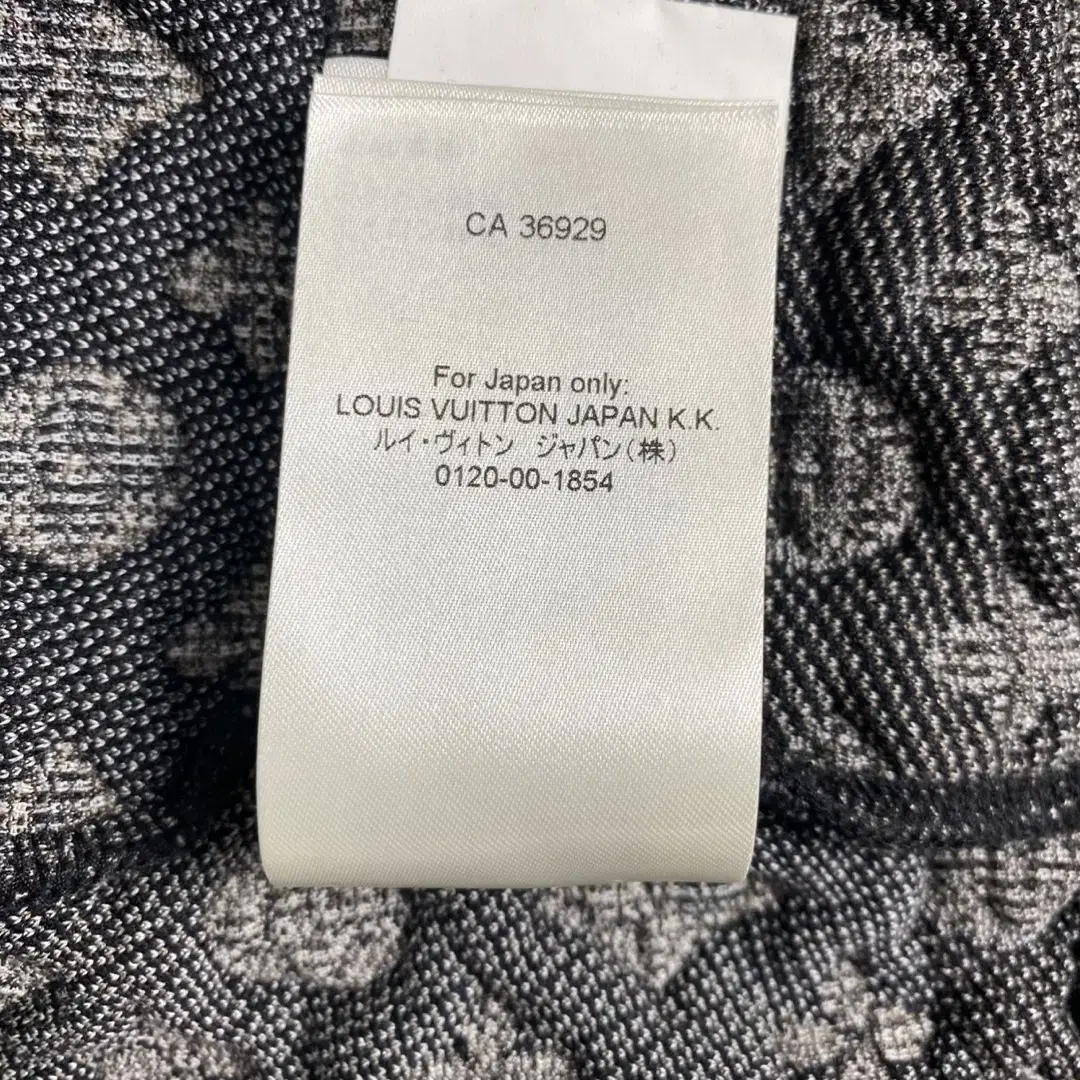 CA 36929
For Japan only:
LOUIS VUITTON JAPAN K.K.
ルイ・ヴィトン　ジャパン（株）
0120-00-1854